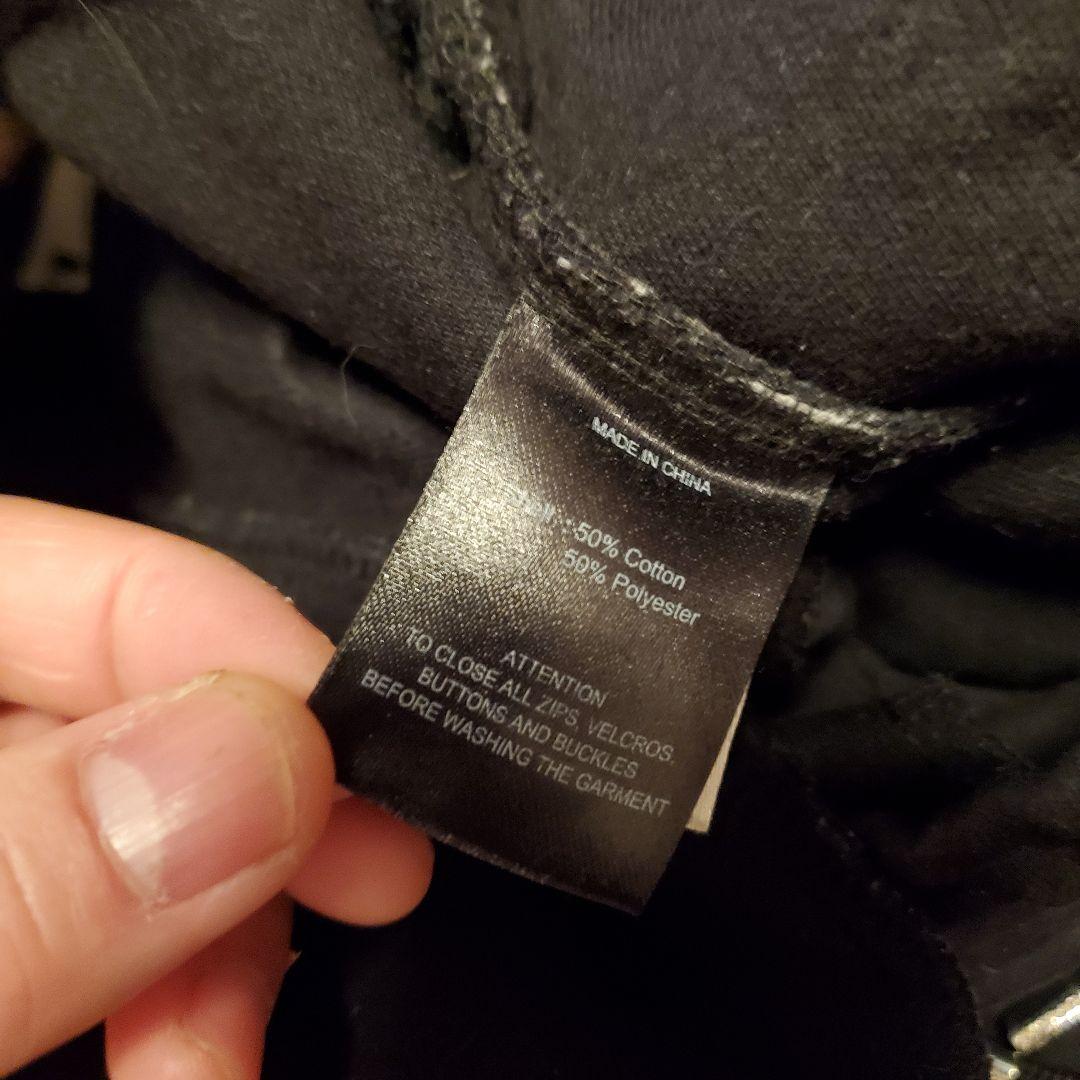 MADE IN CHINA
: 50% Cotton
50% Polyester
ATTENTION
TO CLOSE ALL ZIPS, VELCROS,
BUTTONS AND BUCKLES
BEFORE WASHING THE GARMENT